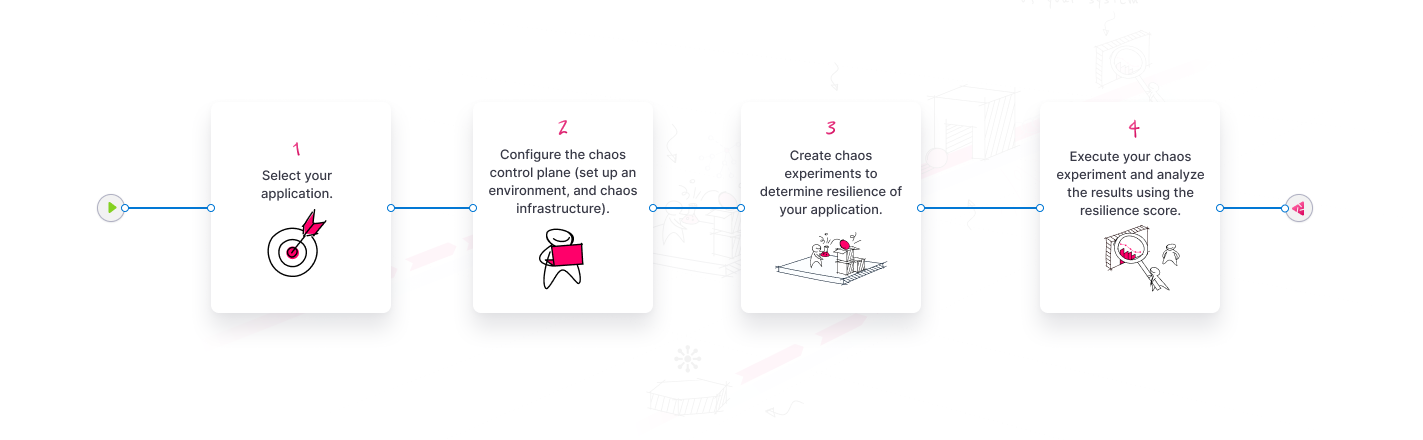 1
Select your
application.
2
Configure the chaos
control plane (set up an
environment, and chaos
infrastructure).
3
Create chaos
experiments to
determine resilience of
your application.
4
Execute your chaos
experiment and analyze
the results using the
resilience score.